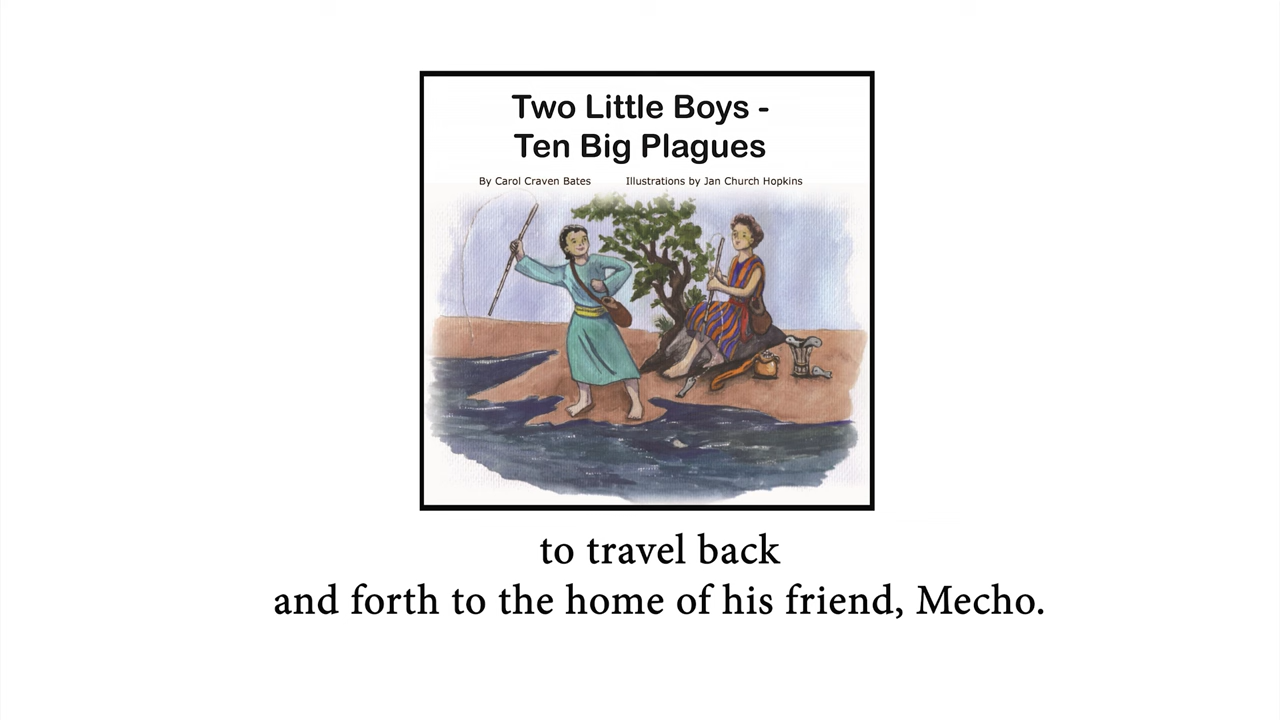 Two Little Boys -
Ten Big Plagues
By Carol Craven Bates Illustrations by Jan Church Hopkins
to travel back
and forth to the home of his friend, Mecho.